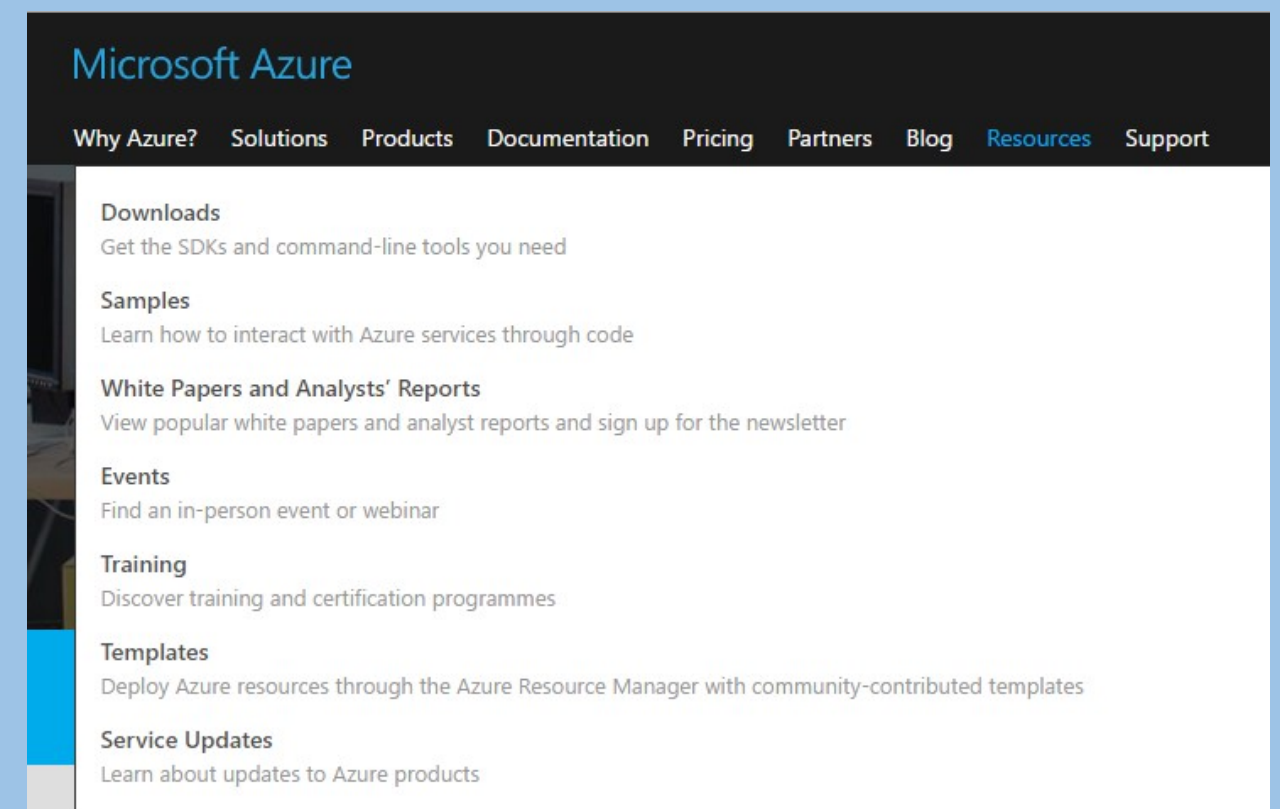 Microsoft Azure
Why Azure? Solutions Products Documentation Pricing Partners Blog Resources Support
Downloads
Get the SDKs and command-line tools you need
Samples
Learn how to interact with Azure services through code
White Papers and Analysts’ Reports
View popular white papers and analyst reports and sign up for the newsletter
Events
Find an in-person event or webinar
Training
Discover training and certification programmes
Templates
Deploy Azure resources through the Azure Resource Manager with community-contributed templates
Service Updates
Learn about updates to Azure products